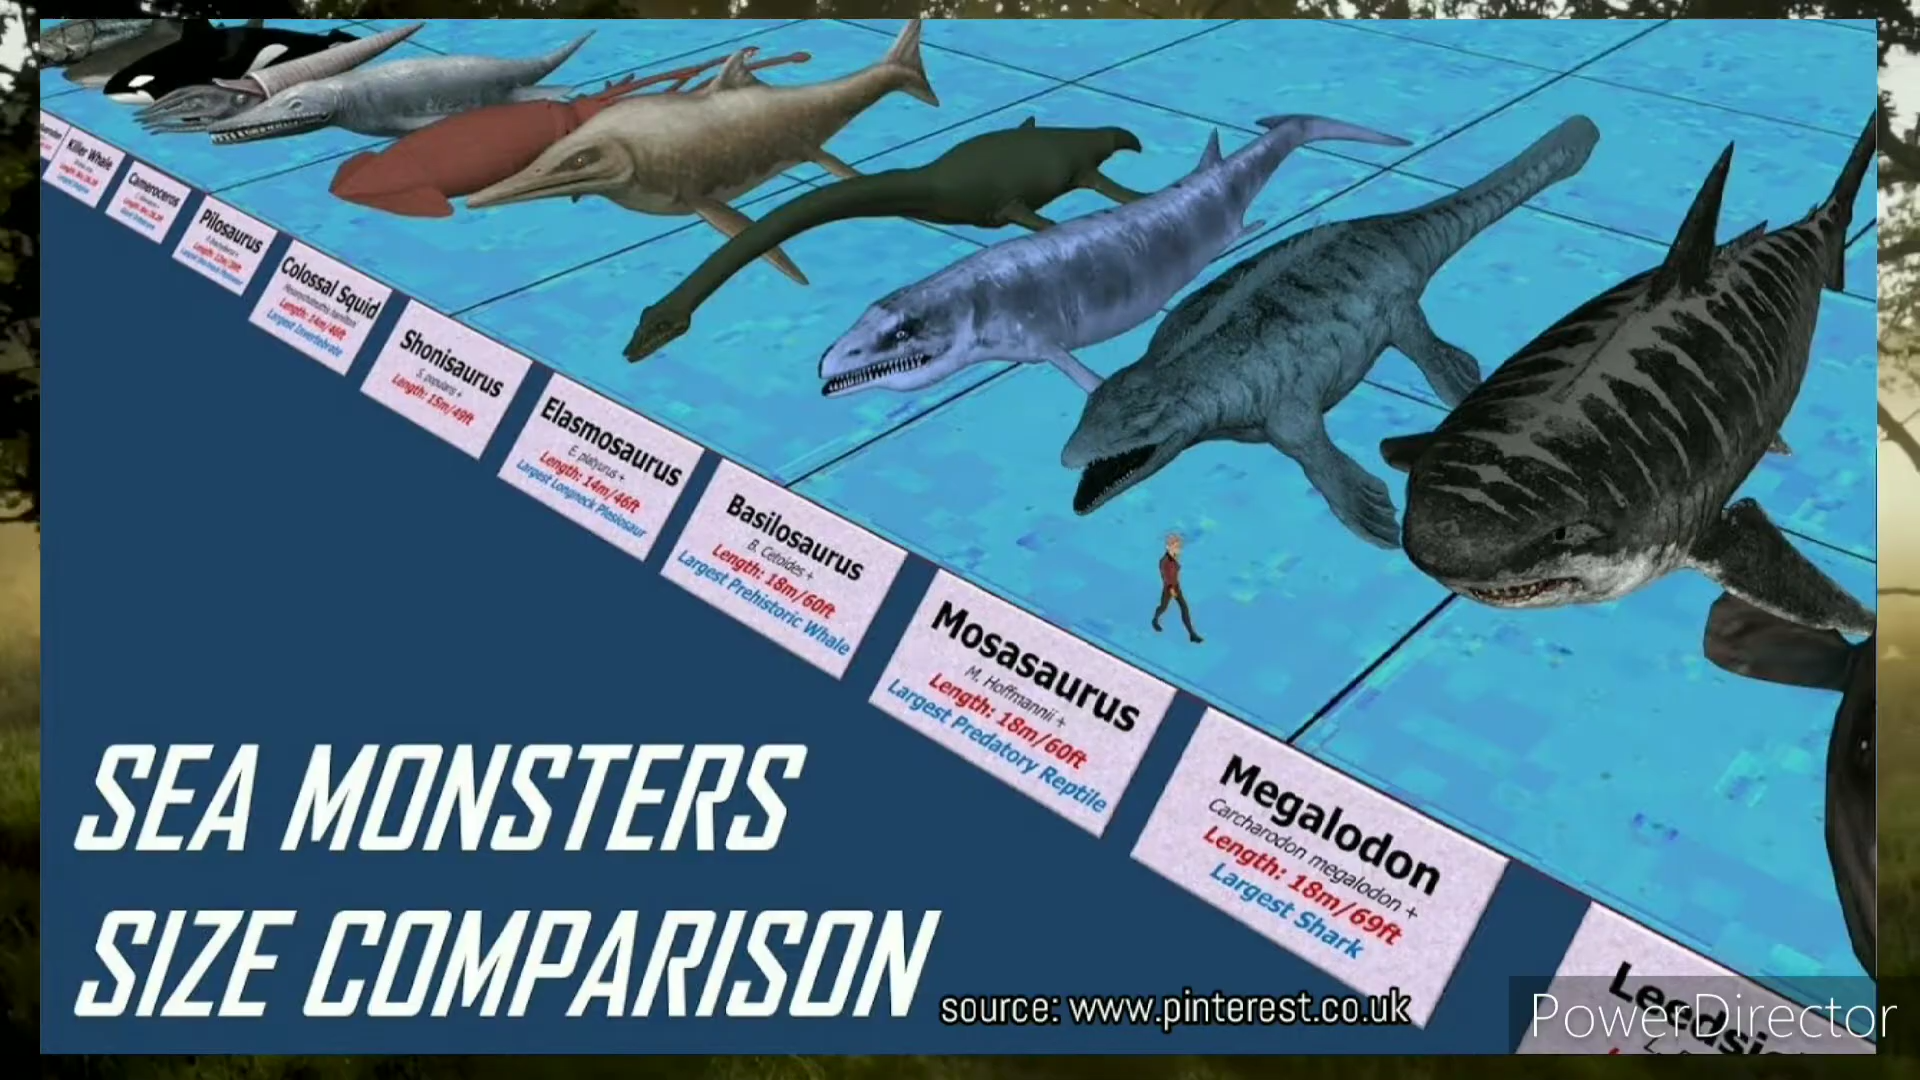 Killer Whale
Cameroceros
Pilosaurus
Colossal Squid
Length: 14m/46ft
Largest Invertebrate
Shonisaurus
S. popularis +
Length: 15m/49ft
Elasmosaurus
E. platyurus +
Length: 14m/46ft
Largest Longneck Plesiosaur
Basilosaurus
B. Cetoides +
Length: 18m/60ft
Largest Prehistoric Whale
Mosasaurus
M. Hoffmannii +
Length: 18m/60ft
Largest Predatory Reptile
Megalodon
Carcharodon megalodon +
Length: 18m/69ft
Largest Shark
SEA MONSTERS
SIZE COMPARISON
source: www.pinterest.co.uk
PowerDirector